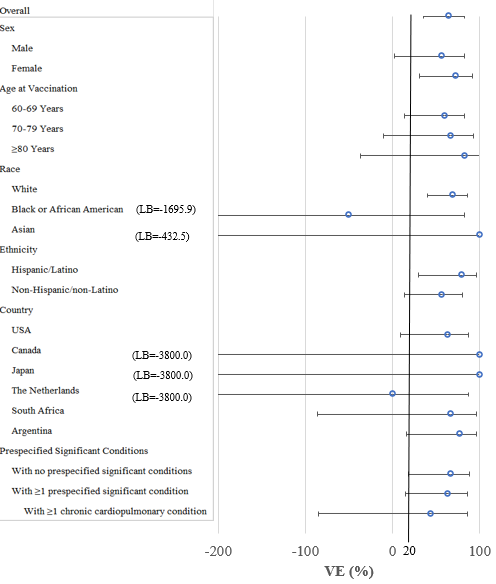 Overall
Sex
Male
Female
Age at Vaccination
60-69 Years
70-79 Years
≥80 Years
Race
White
Black or African American (LB=-1695.9)
Asian (LB=-432.5)
Ethnicity
Hispanic/Latino
Non-Hispanic/non-Latino
Country
USA
Canada (LB=-3800.0)
Japan (LB=-3800.0)
The Netherlands (LB=-3800.0)
South Africa
Argentina
Prespecified Significant Conditions
With no prespecified significant conditions
With ≥1 prespecified significant condition
With ≥1 chronic cardiopulmonary condition
-200 -100 0 20 100
VE (%)